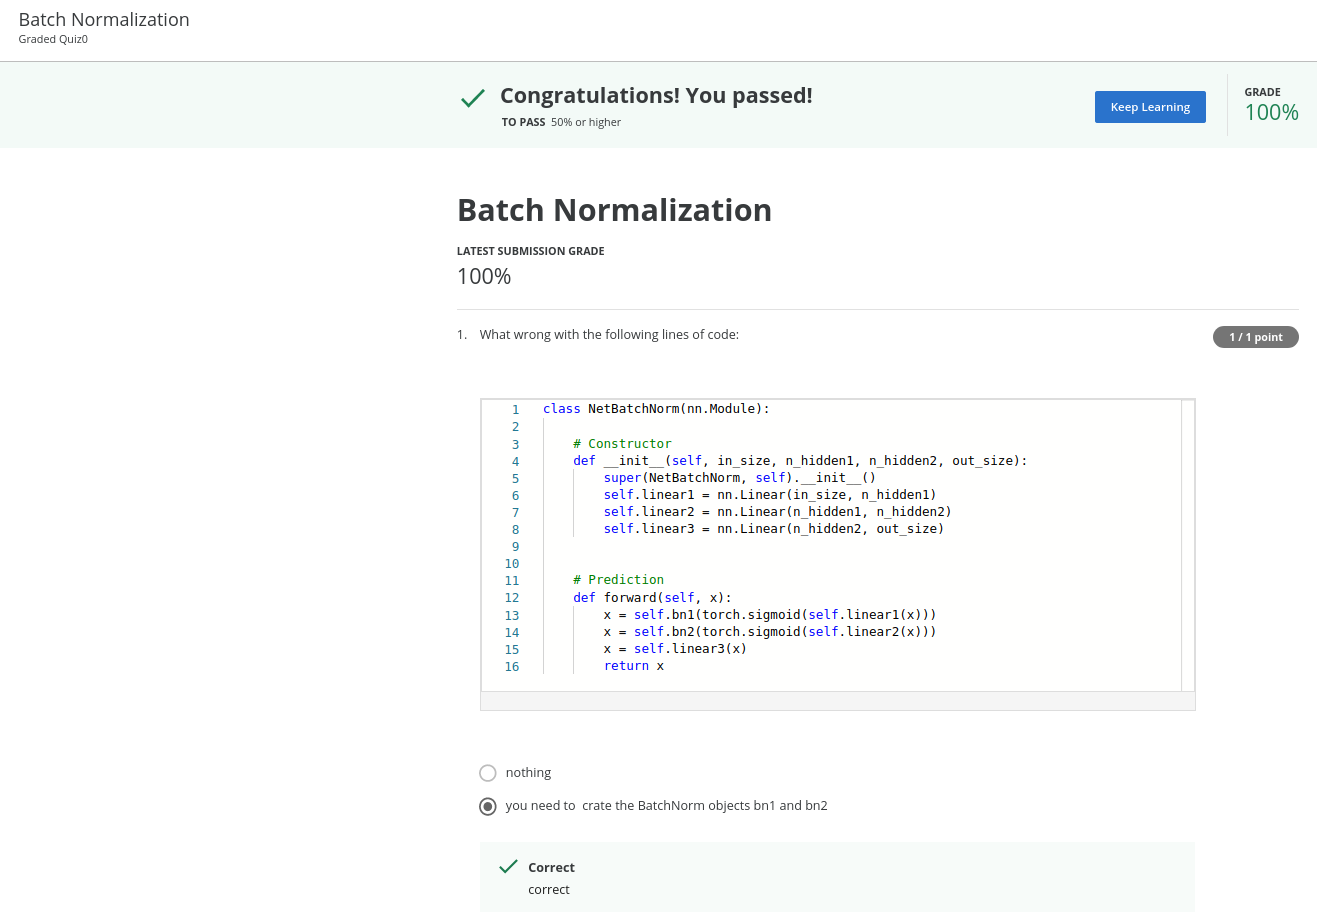 Batch Normalization
Graded Quiz0
Congratulations! You passed!
TO PASS 50% or higher
Keep Learning
GRADE
100%
Batch Normalization
LATEST SUBMISSION GRADE
100%
1. What wrong with the following lines of code:
1 / 1 point
1 class NetBatchNorm(nn.Module):
2
3     # Constructor
4     def __init__(self, in_size, n_hidden1, n_hidden2, out_size):
5         super(NetBatchNorm, self).__init__()
6         self.linear1 = nn.Linear(in_size, n_hidden1)
7         self.linear2 = nn.Linear(n_hidden1, n_hidden2)
8         self.linear3 = nn.Linear(n_hidden2, out_size)
9
10
11     # Prediction
12     def forward(self, x):
13         x = self.bn1(torch.sigmoid(self.linear1(x)))
14         x = self.bn2(torch.sigmoid(self.linear2(x)))
15         x = self.linear3(x)
16         return x
nothing
you need to  crate the BatchNorm objects bn1 and bn2
Correct
correct